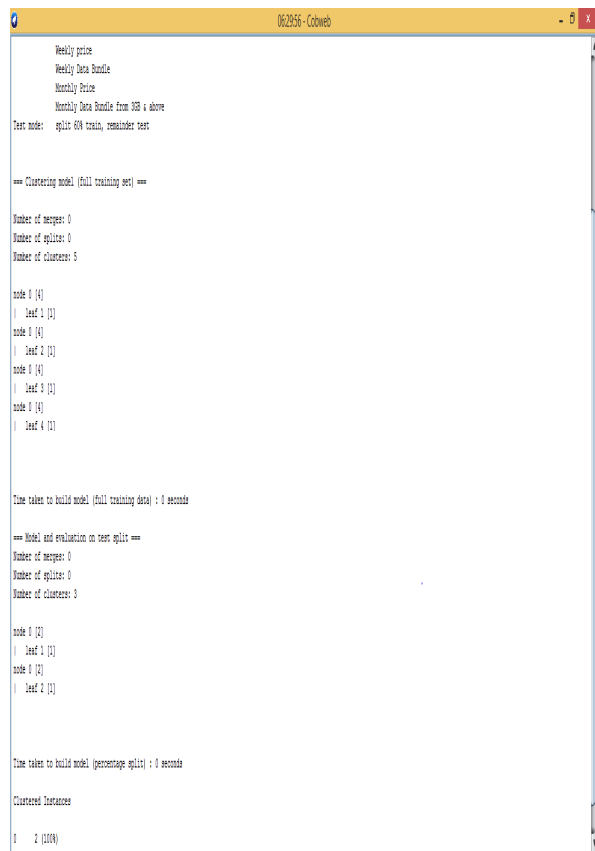 06:29:56 - Cobweb
Weekly price
Weekly Data Bundle
Monthly Price
Monthly Data Bundle from 3GB & above
Test mode: split 60% train, remainder test
=== Clustering model (full training set) ===
Number of merges: 0
Number of splits: 0
Number of clusters: 5
node 0 [4]
| leaf 1 [1]
node 0 [4]
| leaf 2 [1]
node 0 [4]
| leaf 3 [1]
node 0 [4]
| leaf 4 [1]
Time taken to build model (full training data) : 0 seconds
=== Model and evaluation on test split ===
Number of merges: 0
Number of splits: 0
Number of clusters: 3
node 0 [2]
| leaf 1 [1]
node 0 [2]
| leaf 2 [1]
Time taken to build model (percentage split) : 0 seconds
Clustered Instances
0 2 (100%)